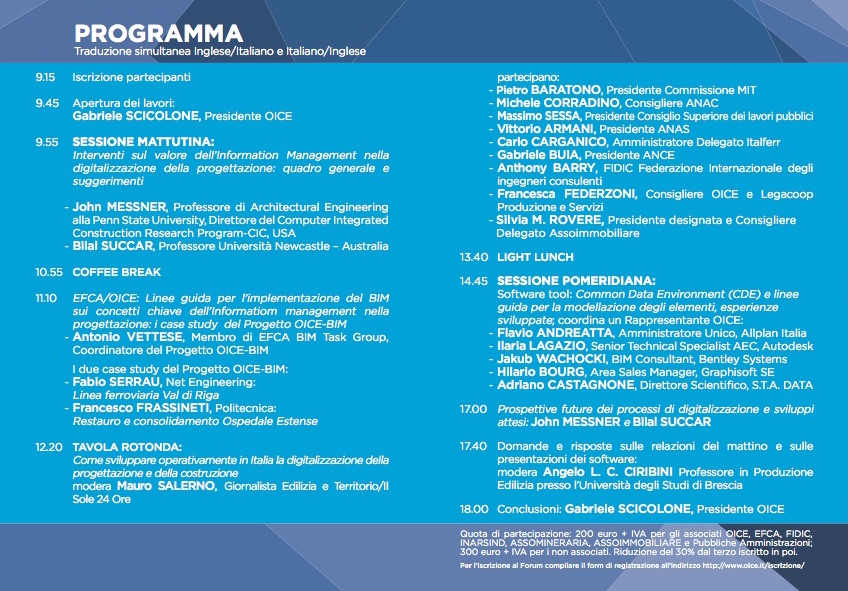 PROGRAMMA
Traduzione simultanea Inglese/Italiano e Italiano/Inglese
9.15 Iscrizione partecipanti
9.45 Apertura dei lavori:
Gabriele SCICOLONE, Presidente OICE
9.55 SESSIONE MATTUTINA:
Interventi sul valore dell'Information Management nella
digitalizzazione della progettazione: quadro generale e
suggerimenti
- John MESSNER, Professore di Architectural Engineering
alla Penn State University, Direttore del Computer Integrated
Construction Research Program-CIC, USA
- Bilal SUCCAR, Professore Università Newcastle – Australia
10.55 COFFEE BREAK
11.10 EFCA/OICE: Linee guida per l'implementazione del BIM
sui concetti chiave dell'Informatiom management nella
progettazione: i case study del Progetto OICE-BIM
- Antonio VETTESE, Membro di EFCA BIM Task Group,
Coordinatore del Progetto OICE-BIM
I due case study del Progetto OICE-BIM:
- Fabio SERRAU, Net Engineering:
Linea ferroviaria Val di Riga
- Francesco FRASSINETI, Politecnica:
Restauro e consolidamento Ospedale Estense
12.20 TAVOLA ROTONDA:
Come sviluppare operativamente in Italia la digitalizzazione della
progettazione e della costruzione
modera Mauro SALERNO, Giornalista Edilizia e Territorio/Il
Sole 24 Ore
partecipano:
- Pietro BARATONO, Presidente Commissione MIT
- Michele CORRADINO, Consigliere ANAC
- Massimo SESSA, Presidente Consiglio Superiore dei lavori pubblici
- Vittorio ARMANI, Presidente ANAS
- Carlo CARGANICO, Amministratore Delegato Italferr
- Gabriele BUIA, Presidente ANCE
- Anthony BARRY, FIDIC Federazione Internazionale degli
ingegneri consulenti
- Francesca FEDERZONI, Consigliere OICE e Legacoop
Produzione e Servizi
- Silvia M. ROVERE, Presidente designata e Consigliere
Delegato Assoimmobiliare
13.40 LIGHT LUNCH
14.45 SESSIONE POMERIDIANA:
Software tool: Common Data Environment (CDE) e linee
guida per la modellazione degli elementi, esperienze
sviluppate; coordina un Rappresentante OICE:
- Flavio ANDREATTA, Amministratore Unico, Allplan Italia
- Ilaria LAGAZIO, Senior Technical Specialist AEC, Autodesk
- Jakub WACHOCKI, BIM Consultant, Bentley Systems
- Hilario BOURG, Area Sales Manager, Graphisoft SE
- Adriano CASTAGNONE, Direttore Scientifico, S.T.A. DATA
17.00 Prospettive future dei processi di digitalizzazione e sviluppi
attesi: John MESSNER e Bilal SUCCAR
17.40 Domande e risposte sulle relazioni del mattino e sulle
presentazioni dei software:
modera Angelo L. C. CIRIBINI Professore in Produzione
Edilizia presso l'Università degli Studi di Brescia
18.00 Conclusioni: Gabriele SCICOLONE, Presidente OICE
Quota di partecipazione: 200 euro + IVA per gli associati OICE, EFCA, FIDIC,
INARSIND, ASSOMINERARIA, ASSOIMMOBILIARE e Pubbliche Amministrazioni;
300 euro + IVA per i non associati. Riduzione del 30% dal terzo iscritto in poi.
Per l'iscrizione al Forum compilare il form di registrazione all'indirizzo http://www.oice.it/iscrizione/